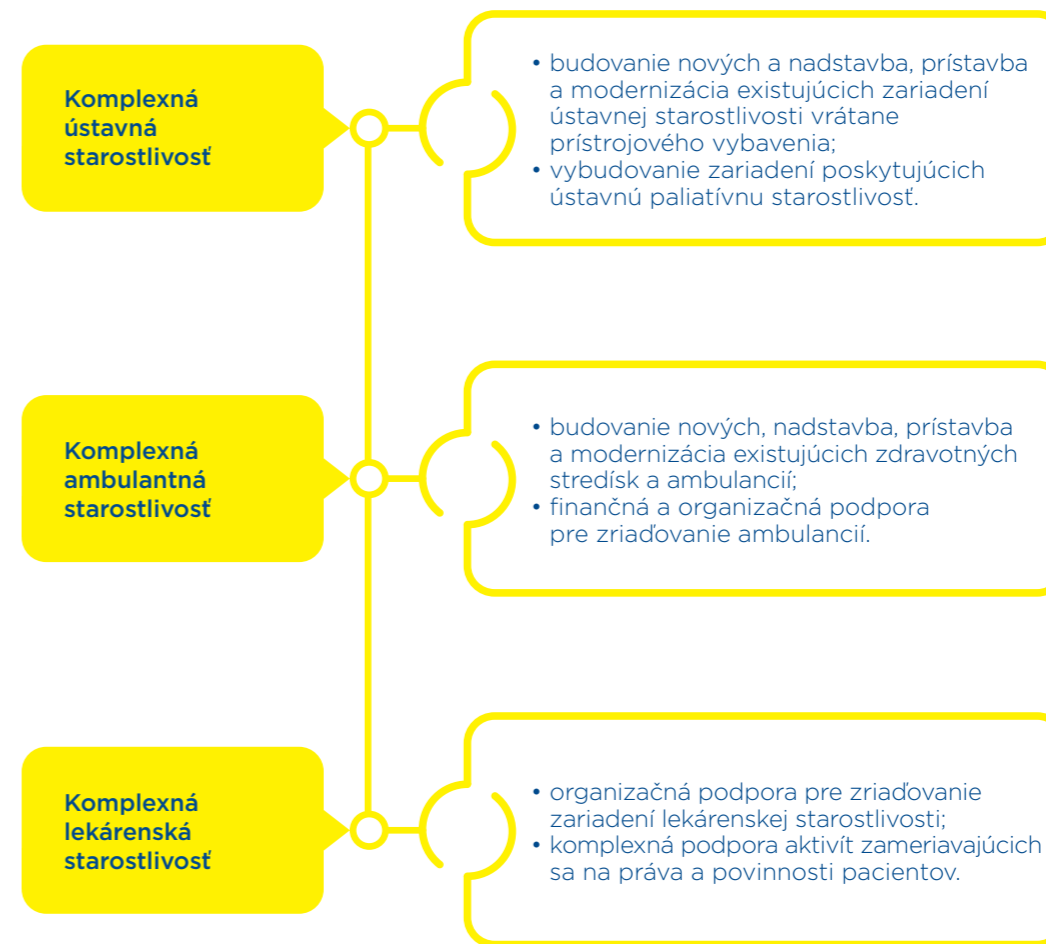 Komplexná
ústavná
starostlivosť
• budovanie nových a nadstavba, prístavba
a modernizácia existujúcich zariadení
ústavnej starostlivosti vrátane
prístrojového vybavenia;
• vybudovanie zariadení poskytujúcich
ústavnú paliatívnu starostlivosť.
Komplexná
ambulantná
starostlivosť
• budovanie nových, nadstavba, prístavba
a modernizácia existujúcich zdravotných
stredísk a ambulancií;
• finančná a organizačná podpora
pre zriaďovanie ambulancií.
Komplexná
lekárenská
starostlivosť
• organizačná podpora pre zriaďovanie
zariadení lekárenskej starostlivosti;
• komplexná podpora aktivít zameriavajúcich
sa na práva a povinnosti pacientov.